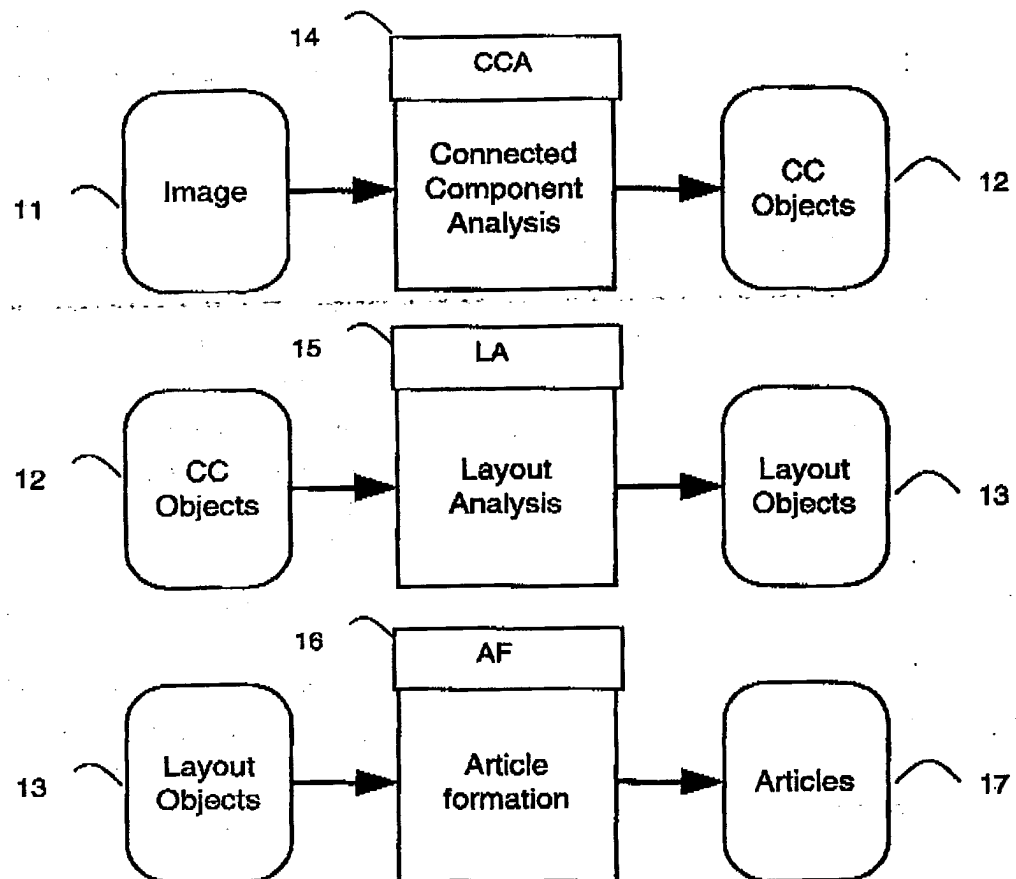 14
CCA
11
Image
Connected
Component
Analysis
CC
Objects
12
15
LA
12
CC
Objects
Layout
Analysis
Layout
Objects
13
16
AF
13
Layout
Objects
Article
formation
Articles
17